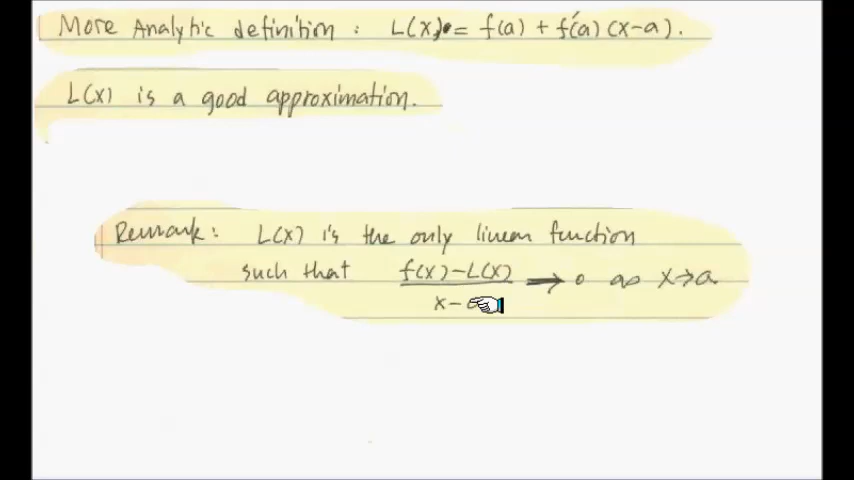 More Analytic definition : L(x) = f(a) + f'(a) (x-a).
L(x) is a good approximation.
Remark : L(x) is the only linear function
such that f(x) - L(x) → 0 as x→a.
x - a